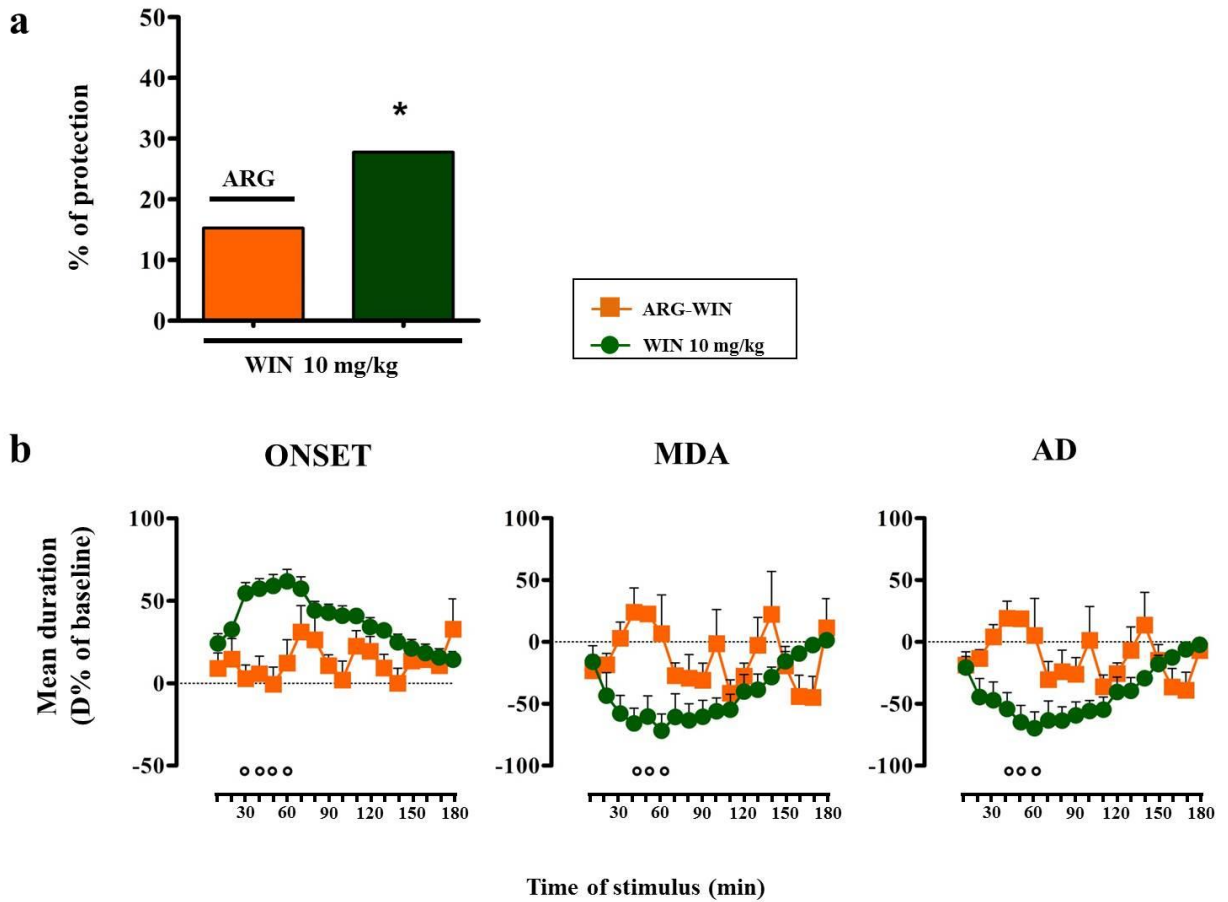 a
% of protection
50
40
30
20
10
0
*
ARG
WIN 10 mg/kg
ARG-WIN
WIN 10 mg/kg
b
ONSET
MDA
AD
Mean duration
(D% of baseline)
100
50
0
-50
100
50
0
-50
-100
100
50
0
-50
-100
30 60 90 120 150 180
30 60 90 120 150 180
30 60 90 120 150 180
Time of stimulus (min)